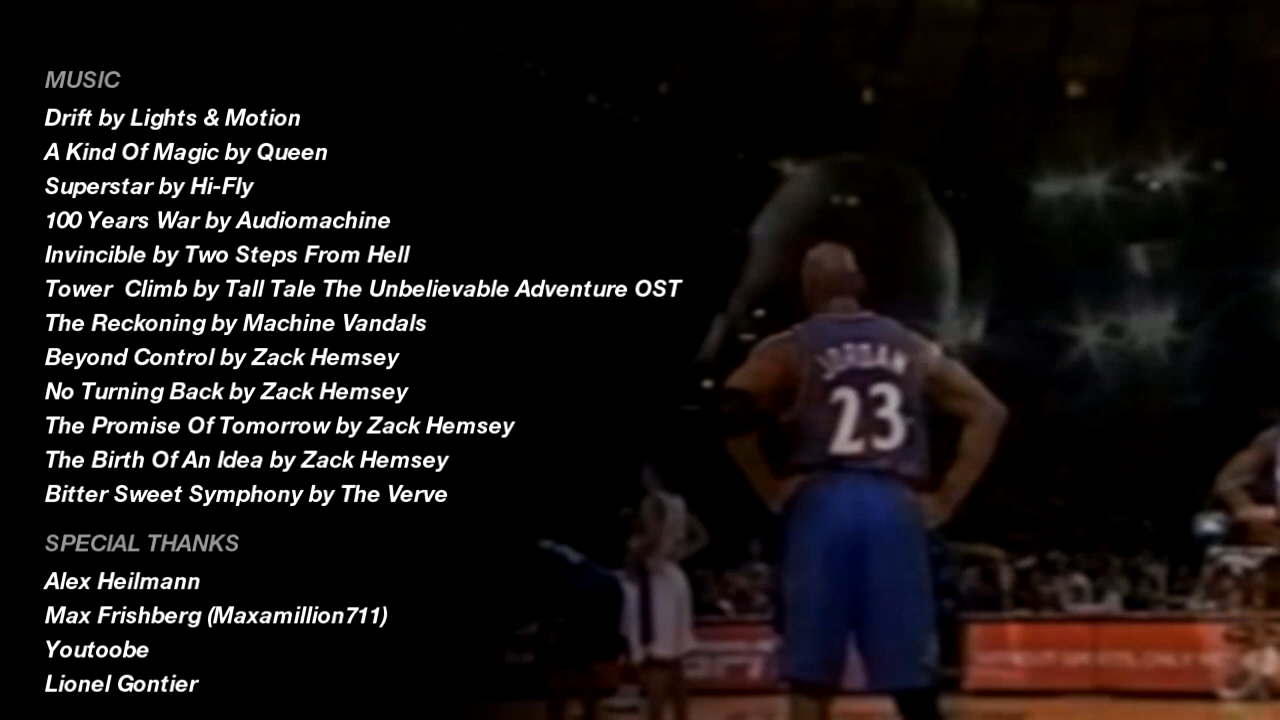 MUSIC
Drift by Lights & Motion
A Kind Of Magic by Queen
Superstar by Hi-Fly
100 Years War by Audiomachine
Invincible by Two Steps From Hell
Tower  Climb by Tall Tale The Unbelievable Adventure OST
The Reckoning by Machine Vandals
Beyond Control by Zack Hemsey
No Turning Back by Zack Hemsey
The Promise Of Tomorrow by Zack Hemsey
The Birth Of An Idea by Zack Hemsey
Bitter Sweet Symphony by The Verve
SPECIAL THANKS
Alex Heilmann
Max Frishberg (Maxamillion711)
Youtoobe
Lionel Gontier
JORDAN
23